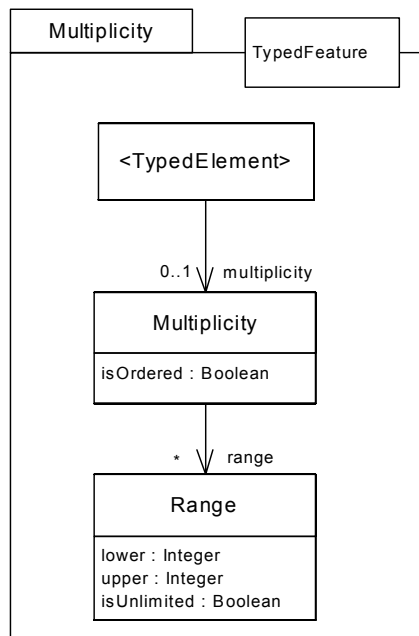 Multiplicity
TypedFeature
<TypedElement>
0..1 multiplicity
Multiplicity
isOrdered : Boolean
* range
Range
lower : Integer
upper : Integer
isUnlimited : Boolean